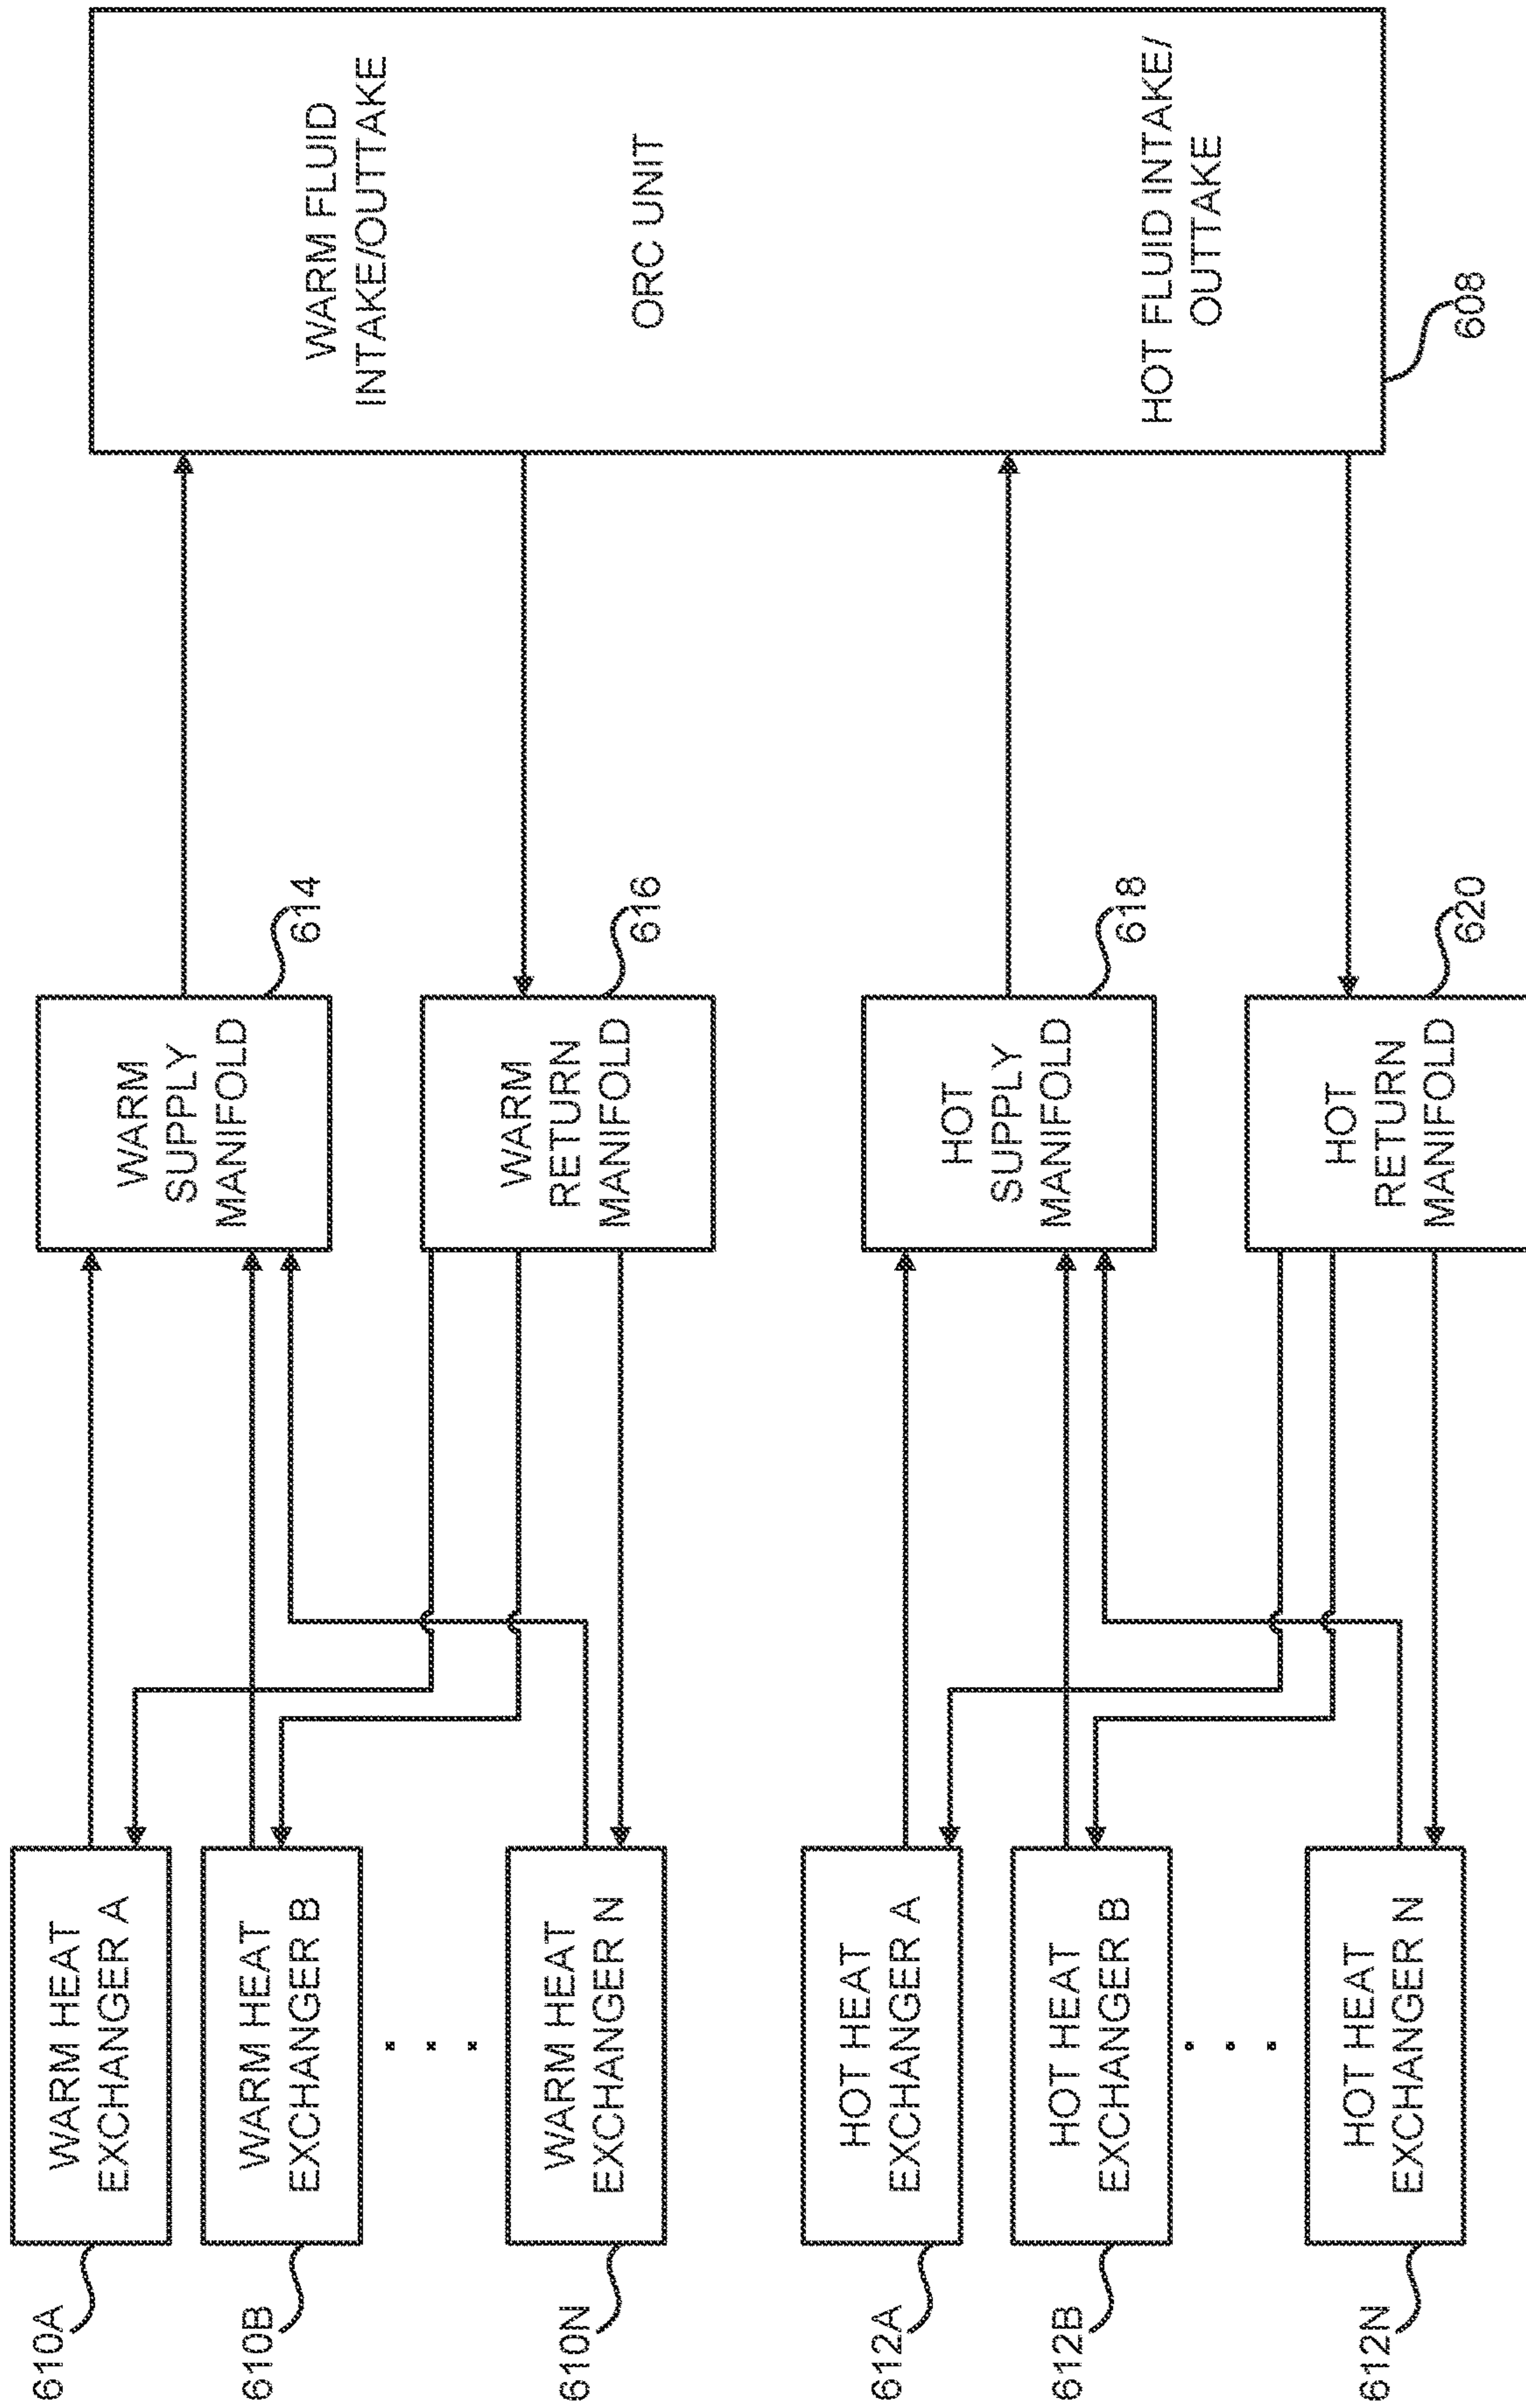 610A
WARM HEAT
EXCHANGER A
610B
WARM HEAT
EXCHANGER B
610N
WARM HEAT
EXCHANGER N
612A
HOT HEAT
EXCHANGER A
612B
HOT HEAT
EXCHANGER B
612N
HOT HEAT
EXCHANGER N
WARM
SUPPLY
MANIFOLD
614
WARM
RETURN
MANIFOLD
616
HOT
SUPPLY
MANIFOLD
618
HOT
RETURN
MANIFOLD
620
WARM FLUID
INTAKE/OUTTAKE
ORC UNIT
HOT FLUID INTAKE/
OUTTAKE
608